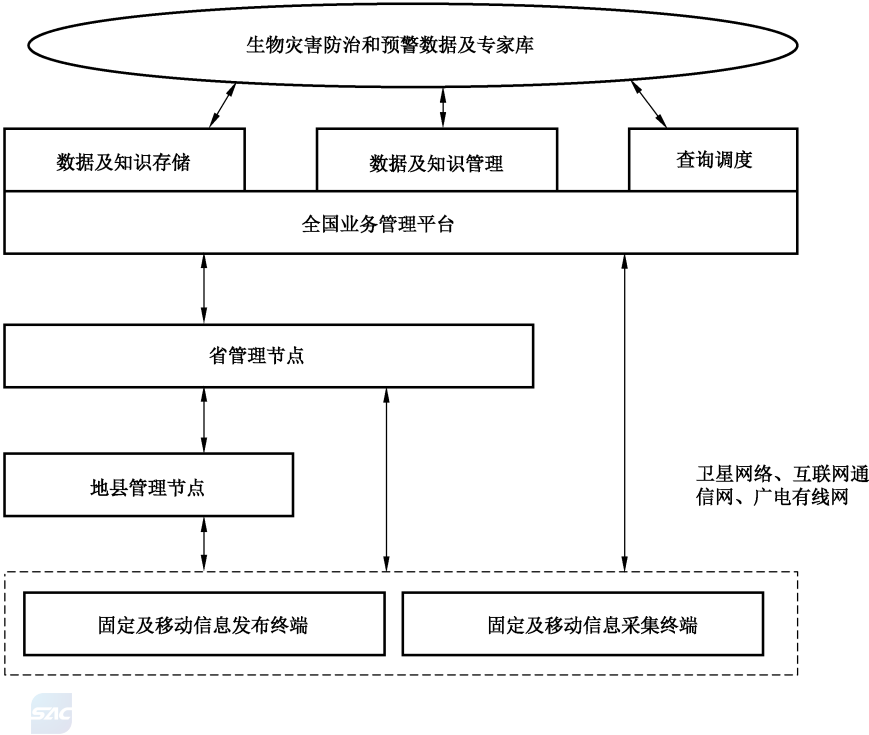 生物灾害防治和预警数据及专家库
数据及知识存储
数据及知识管理
查询调度
全国业务管理平台
省管理节点
地县管理节点
卫星网络、互联网通
信网、广电有线网
固定及移动信息发布终端
固定及移动信息采集终端
SAC